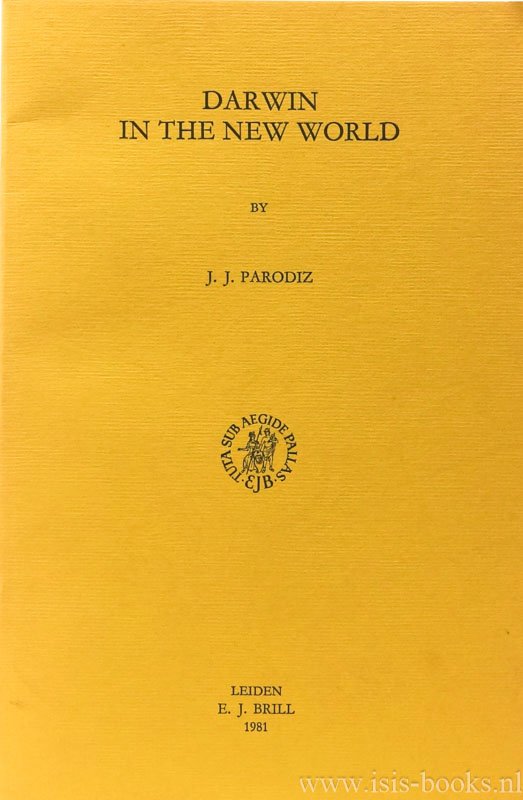 DARWIN
IN THE NEW WORLD
BY
J. J. PARODIZ
TUTA SUB AEGIDE PALLAS
EJB
LEIDEN
E. J. BRILL
1981
www.isis-books.nl